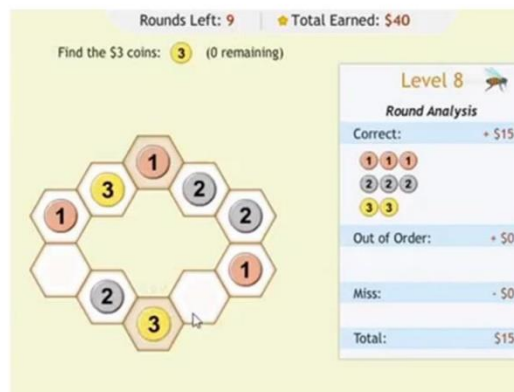 Rounds Left: 9 Total Earned: $40
Find the $3 coins: 3 (0 remaining)
Level 8
Round Analysis
Correct: + $15
1 1 1
2 2 2
3 3
Out of Order: + $0
Miss: - $0
Total: $15
1
3 2
1 2
1
2
3